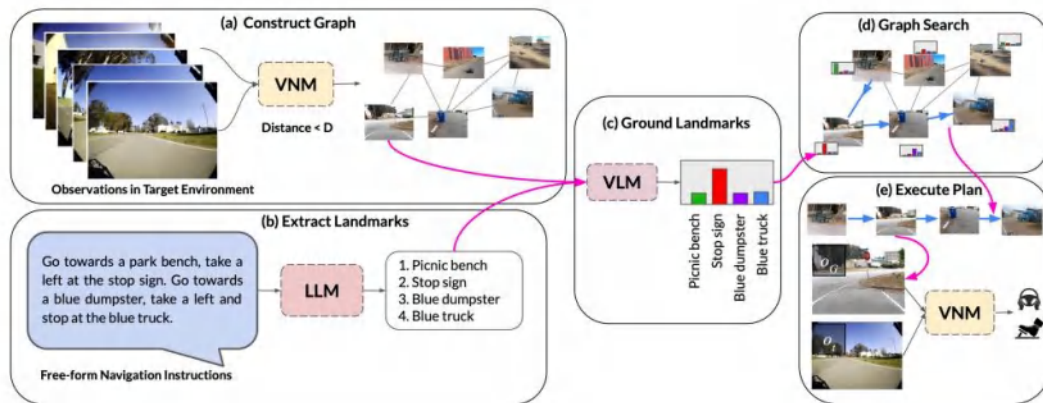 (a) Construct Graph
VNM
Distance < D
Observations in Target Environment
(b) Extract Landmarks
Go towards a park bench, take a
left at the stop sign. Go towards
a blue dumpster, take a left and
stop at the blue truck.
Free-form Navigation Instructions
LLM
1. Picnic bench
2. Stop sign
3. Blue dumpster
4. Blue truck
(c) Ground Landmarks
VLM
Picnic bench
Stop sign
Blue dumpster
Blue truck
(d) Graph Search
(e) Execute Plan
VNM